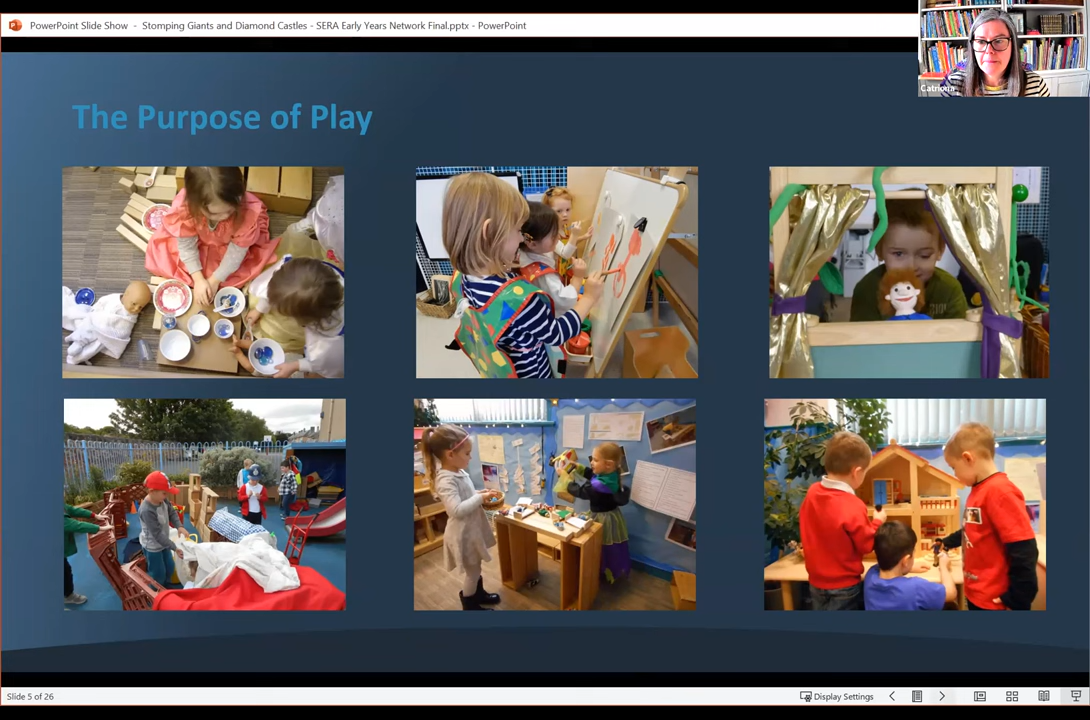 PowerPoint Slide Show - Stomping Giants and Diamond Castles - SERA Early Years Network Final.pptx - PowerPoint
Catriona
The Purpose of Play
Slide 5 of 26
Display Settings